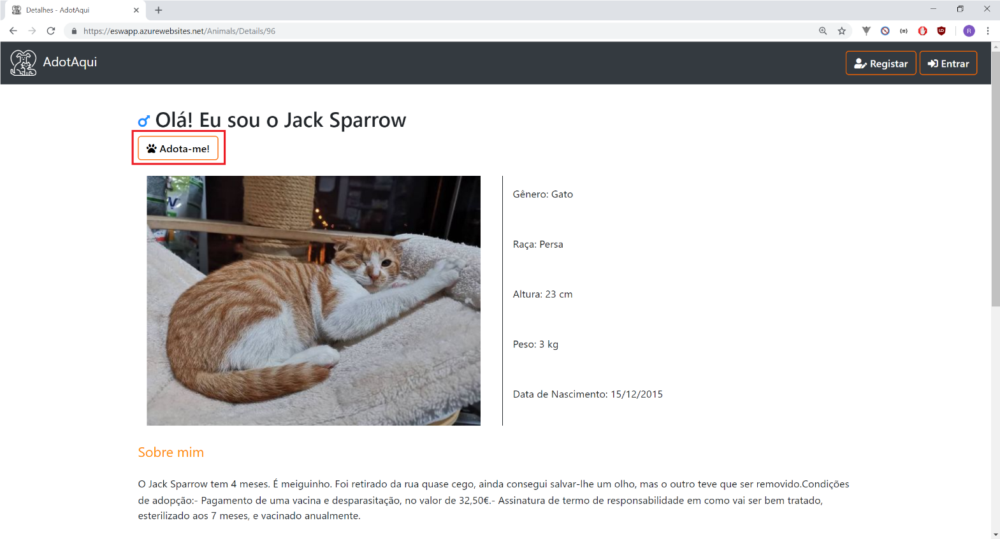 Detalhes - AdotAqui
https://eswapp.azurewebsites.net/Animals/Details/96
R
AdotAqui
Registar
Entrar
Olá! Eu sou o Jack Sparrow
Adota-me!
Gênero: Gato
Raça: Persa
Altura: 23 cm
Peso: 3 kg
Data de Nascimento: 15/12/2015
Sobre mim
O Jack Sparrow tem 4 meses. É meiguinho. Foi retirado da rua quase cego, ainda consegui salvar-lhe um olho, mas o outro teve que ser removido.Condições
de adopção:- Pagamento de uma vacina e desparasitação, no valor de 32,50€.- Assinatura de termo de responsabilidade em como vai ser bem tratado,
esterilizado aos 7 meses, e vacinado anualmente.